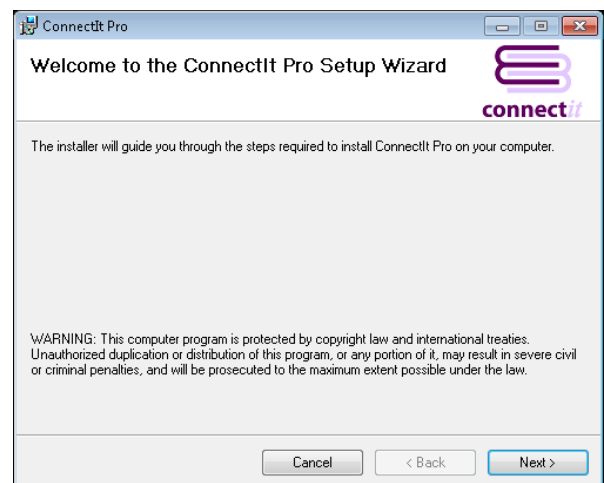 ConnectIt Pro
Welcome to the ConnectIt Pro Setup Wizard
connectit
The installer will guide you through the steps required to install ConnectIt Pro on your computer.
WARNING: This computer program is protected by copyright law and international treaties.
Unauthorized duplication or distribution of this program, or any portion of it, may result in severe civil
or criminal penalties, and will be prosecuted to the maximum extent possible under the law.
Cancel < Back Next >